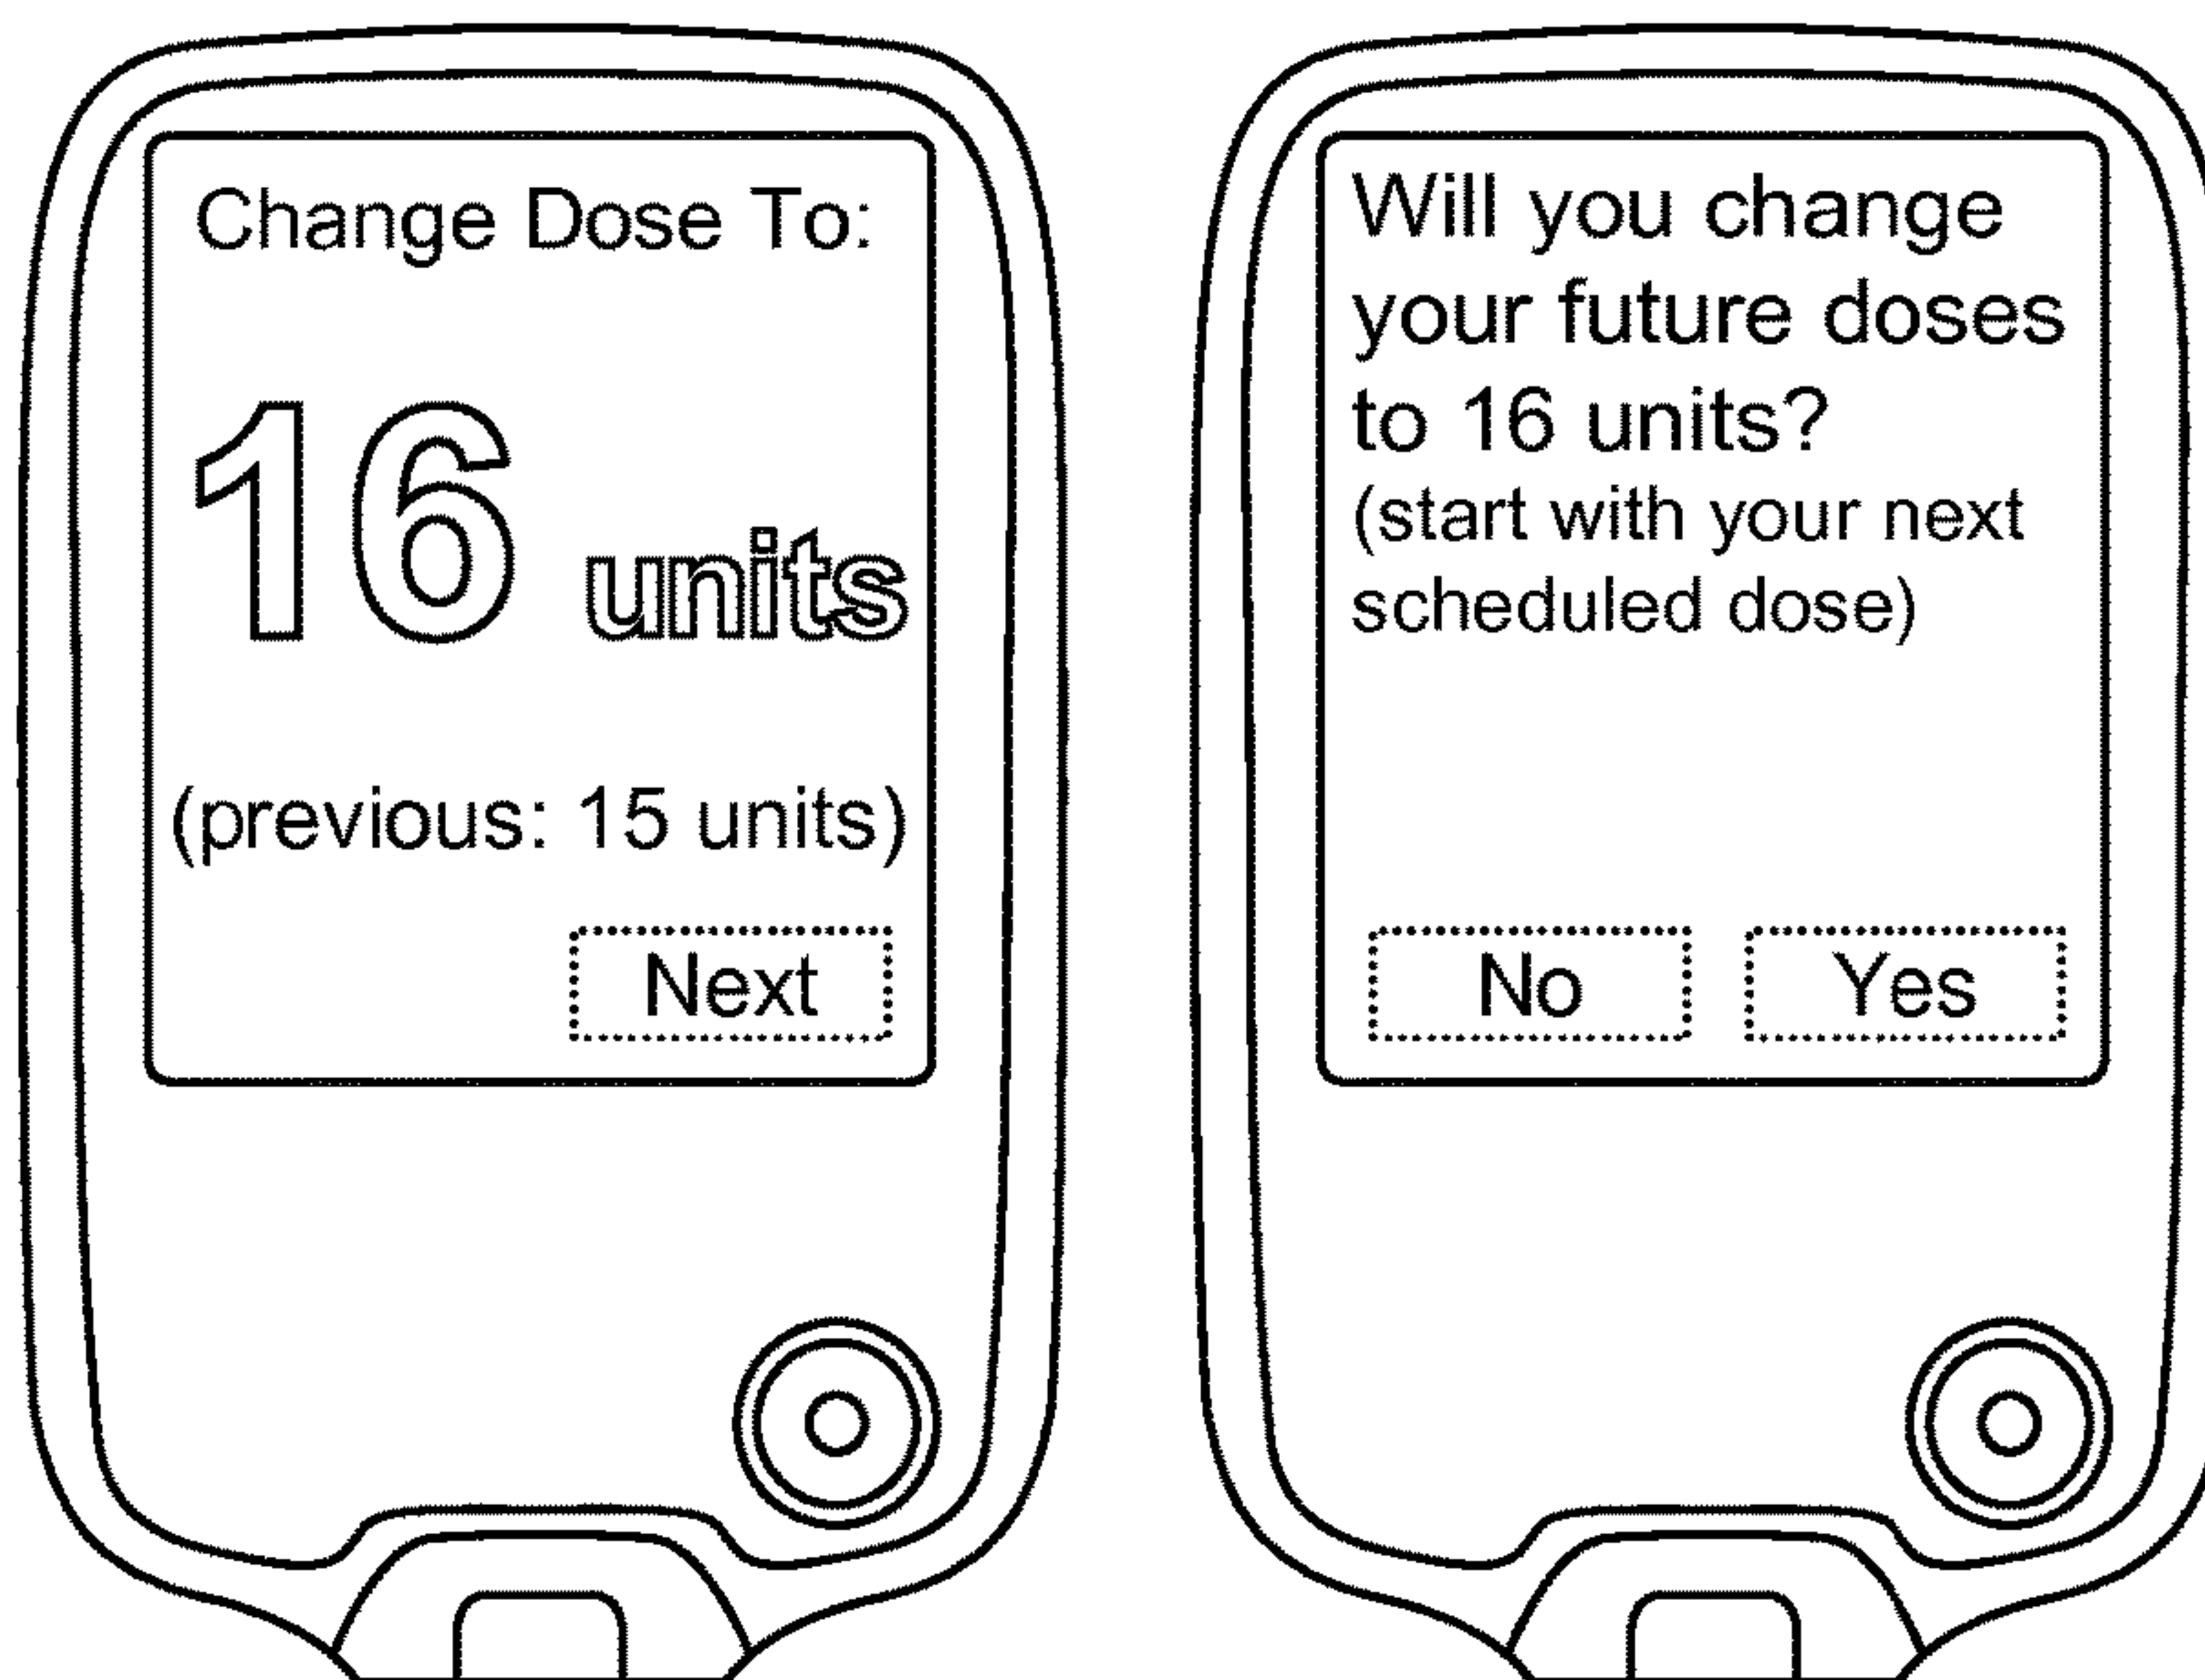 Change Dose To:
16 units
(previous: 15 units)
Next
Will you change
your future doses
to 16 units?
(start with your next
scheduled dose)
No Yes